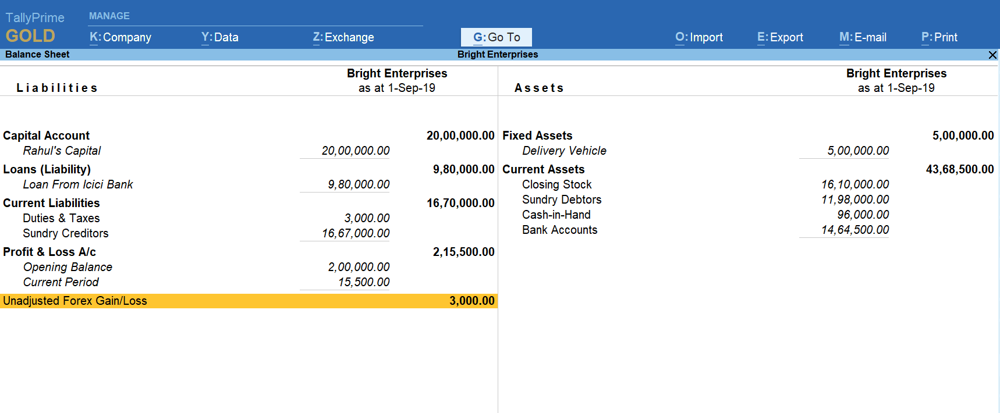 TallyPrime
MANAGE
GOLD
K:Company Y:Data Z:Exchange G:Go To O:Import E:Export M:E-mail P:Print
Balance Sheet Bright Enterprises ×
Bright Enterprises Bright Enterprises
Liabilities as at 1-Sep-19 Assets as at 1-Sep-19
Capital Account 20,00,000.00 Fixed Assets 5,00,000.00
Rahul's Capital 20,00,000.00 Delivery Vehicle 5,00,000.00
Loans (Liability) 9,80,000.00 Current Assets 43,68,500.00
Loan From Icici Bank 9,80,000.00 Closing Stock 16,10,000.00
Current Liabilities 16,70,000.00 Sundry Debtors 11,98,000.00
Duties & Taxes 3,000.00 Cash-in-Hand 96,000.00
Sundry Creditors 16,67,000.00 Bank Accounts 14,64,500.00
Profit & Loss A/c 2,15,500.00
Opening Balance 2,00,000.00
Current Period 15,500.00
Unadjusted Forex Gain/Loss 3,000.00